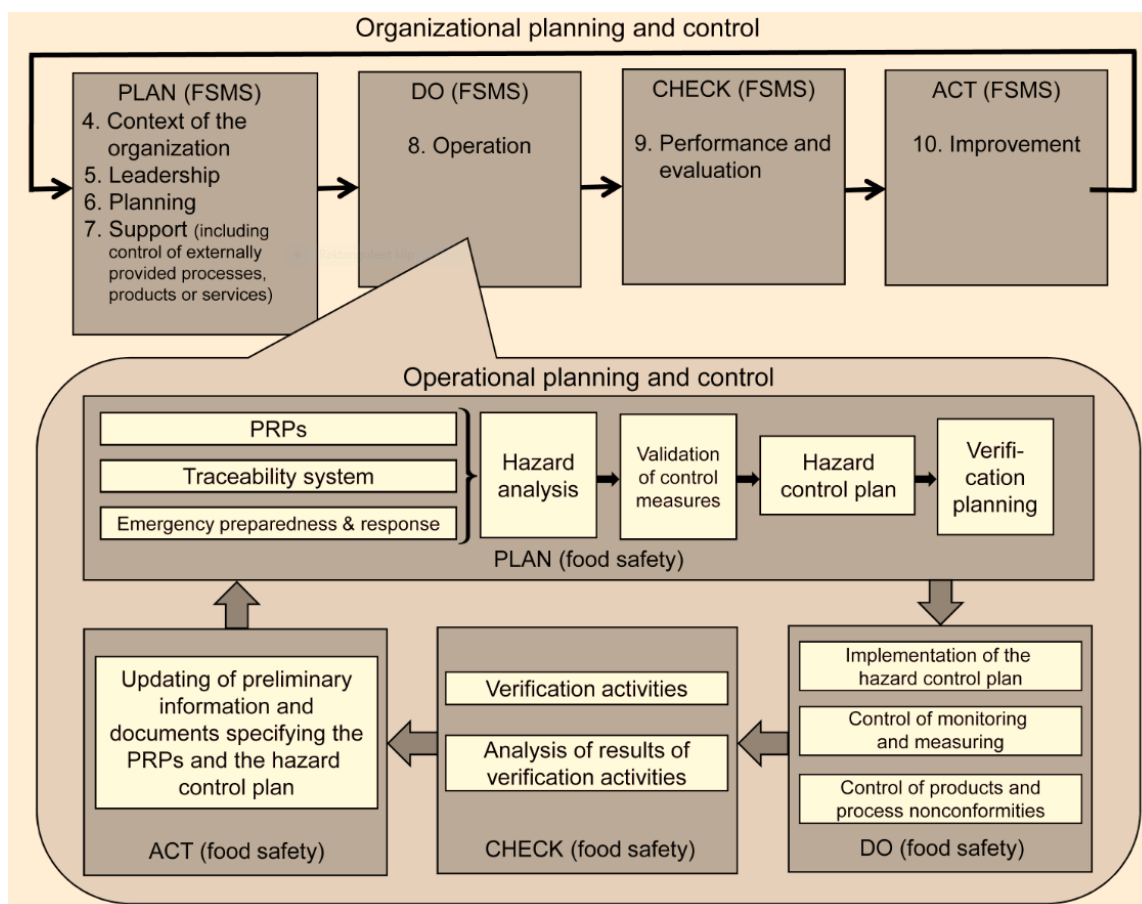 Organizational planning and control
PLAN (FSMS)
4. Context of the
organization
5. Leadership
6. Planning
7. Support (including
control of externally
provided processes,
products or services)
DO (FSMS)
8. Operation
CHECK (FSMS)
9. Performance and
evaluation
ACT (FSMS)
10. Improvement
Operational planning and control
PRPs
Traceability system
Emergency preparedness & response
Hazard
analysis
Validation
of control
measures
Hazard
control plan
Verifi-
cation
planning
PLAN (food safety)
Implementation of the
hazard control plan
Control of monitoring
and measuring
Control of products and
process nonconformities
DO (food safety)
Verification activities
Analysis of results of
verification activities
CHECK (food safety)
Updating of preliminary
information and
documents specifying the
PRPs and the hazard
control plan
ACT (food safety)